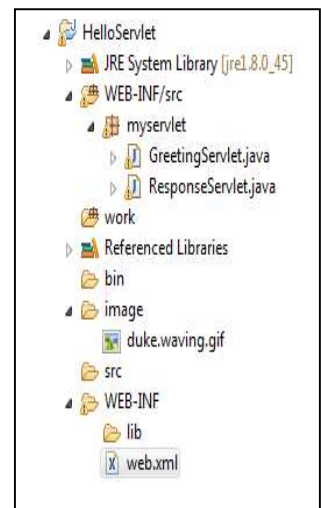 HelloServlet
JRE System Library [jre1.8.0_45]
WEB-INF/src
myservlet
GreetingServlet.java
ResponseServlet.java
work
Referenced Libraries
bin
image
duke.waving.gif
src
WEB-INF
lib
web.xml